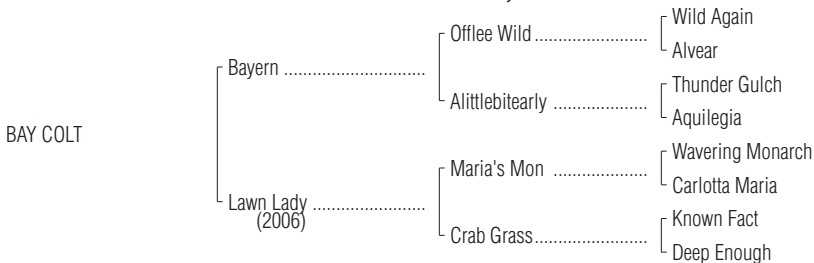 Wild Again
Offlee Wild ..........................
Alvear
Bayern ................................
Thunder Gulch
Alittlebitearly ......................
Aquilegia
BAY COLT
Wavering Monarch
Maria's Mon ......................
Carlotta Maria
Lawn Lady ..........................
(2006)
Known Fact
Crab Grass..........................
Deep Enough